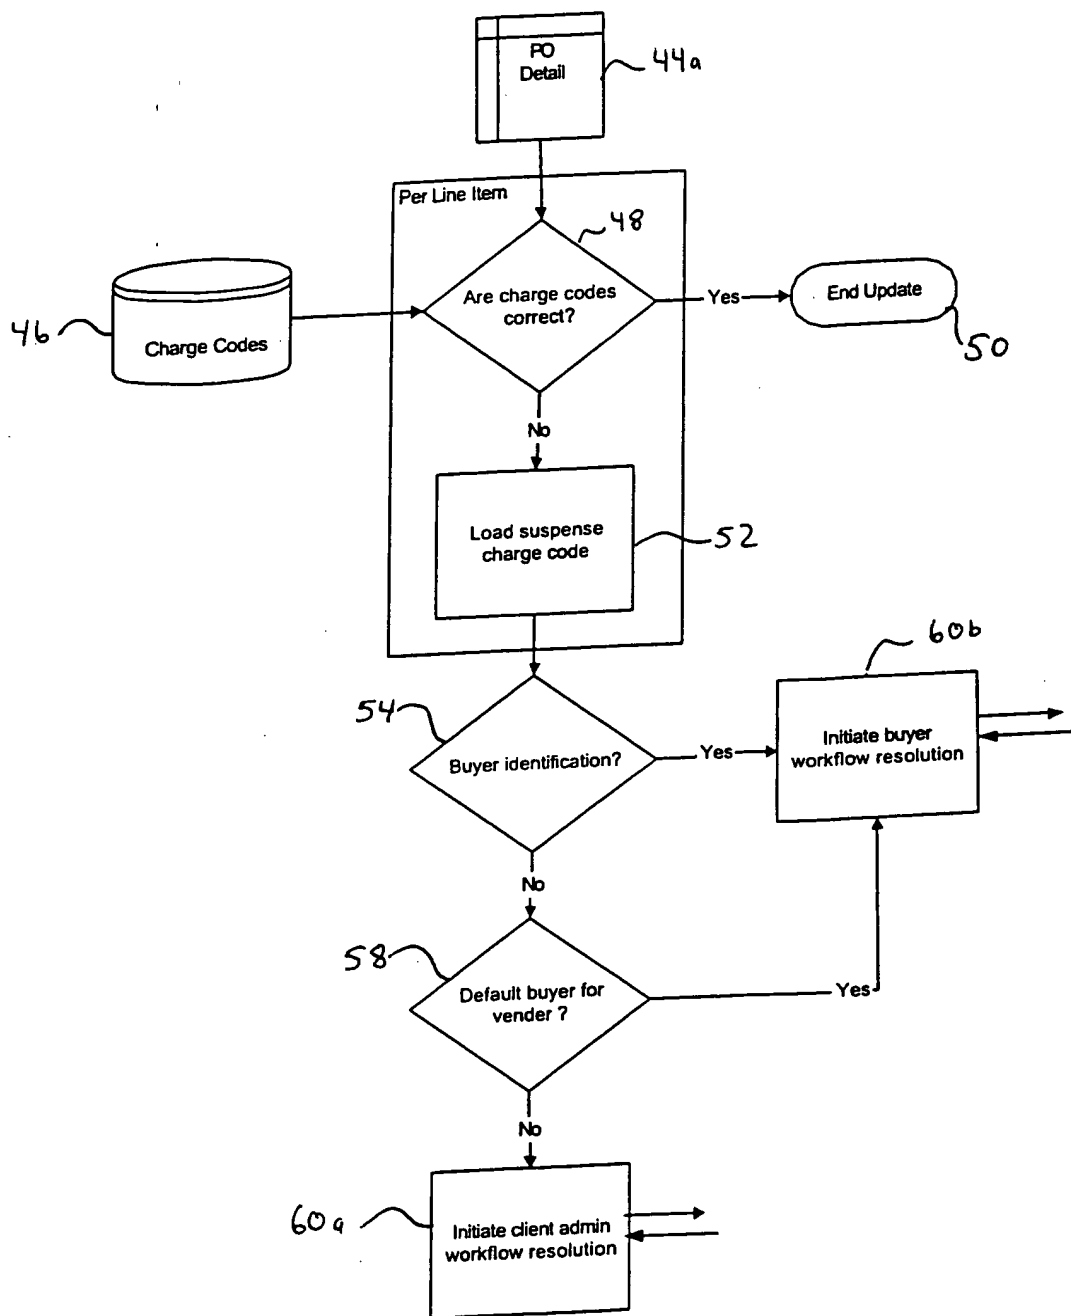 PO
Detail
44a
Per Line Item
48
Are charge codes
correct?
Yes
End Update
50
46
Charge Codes
No
Load suspense
charge code
52
60b
54
Buyer identification?
Yes
Initiate buyer
workflow resolution
No
58
Default buyer for
vender ?
Yes
No
60a
Initiate client admin
workflow resolution